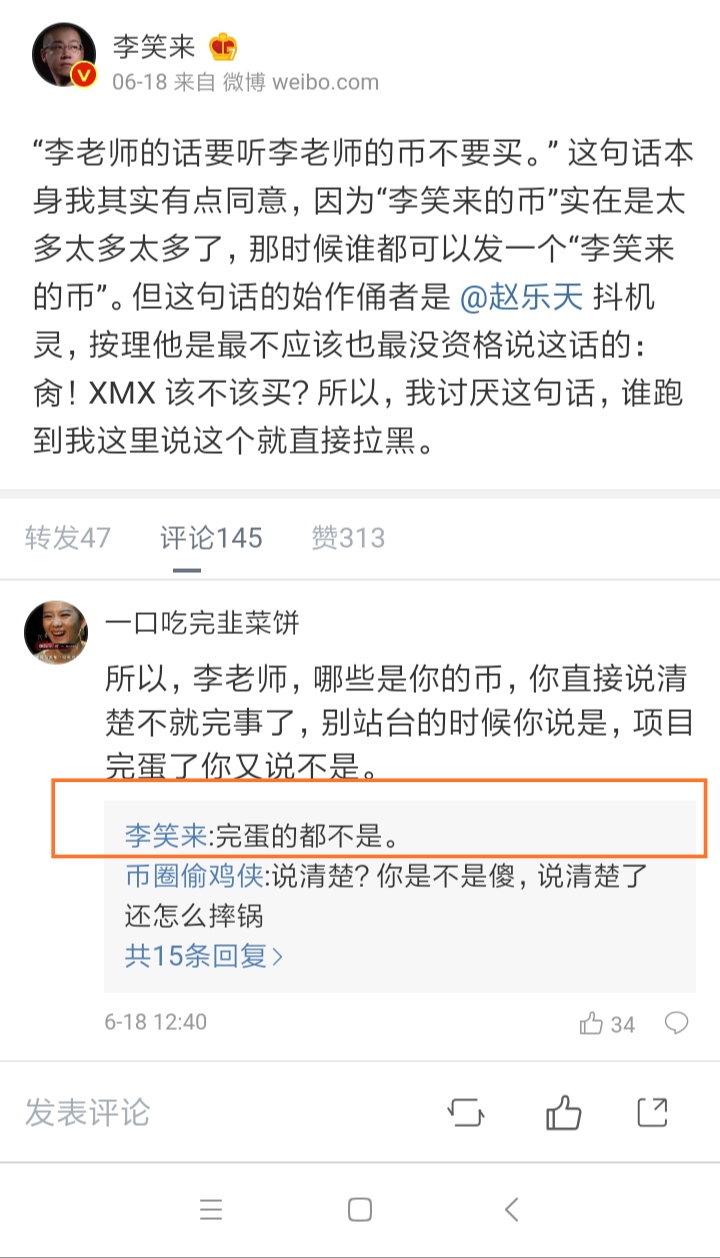 李笑来
06-18 来自 微博 weibo.com
“李老师的话要听李老师的币不要买。” 这句话本
身我其实有点同意，因为“李笑来的币”实在是太
多太多太多了，那时候谁都可以发一个“李笑来
的币”。但这句话的始作俑者是 @赵乐天 抖机
灵，按理他是最不应该也最没资格说这话的：
肏！XMX 该不该买？所以，我讨厌这句话，谁跑
到我这里说这个就直接拉黑。
转发47 评论145 赞313
一口吃完韭菜饼
所以，李老师，哪些是你的币，你直接说清
楚不就完事了，别站台的时候你说是，项目
完蛋了你又说不是。
李笑来:完蛋的都不是。
币圈偷鸡侠:说清楚？你是不是傻，说清楚了
还怎么摔锅
共15条回复>
6-18 12:40 34
发表评论